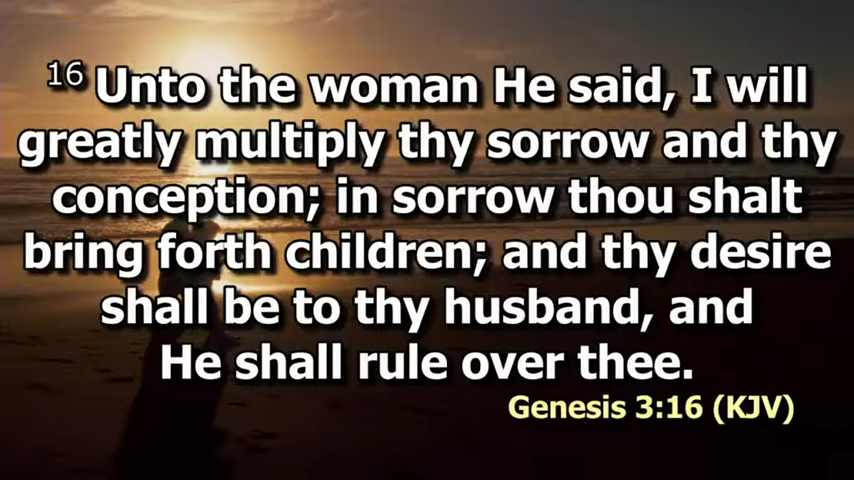 16 Unto the woman He said, I will
greatly multiply thy sorrow and thy
conception; in sorrow thou shalt
bring forth children; and thy desire
shall be to thy husband, and
He shall rule over thee.
Genesis 3:16 (KJV)